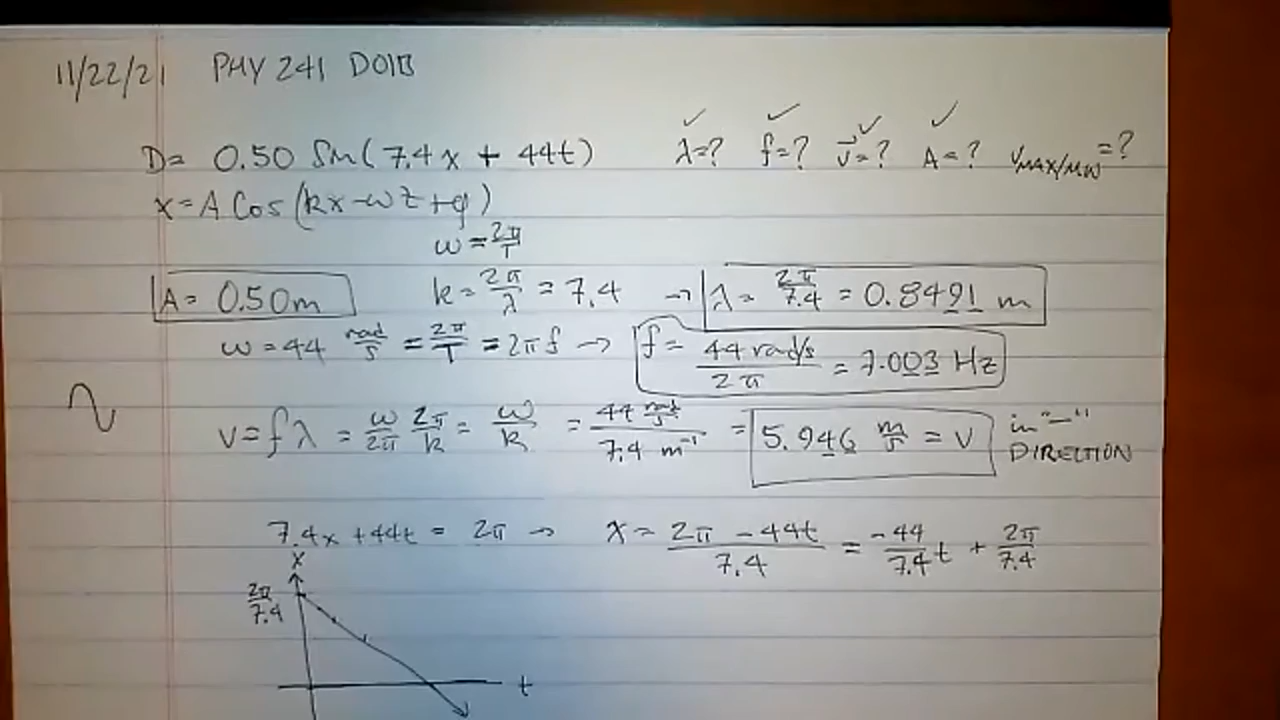 11/22/21 PHY 241 D01B
D = 0.50 Sin(7.4x + 44t) λ=? f=? v⃗=? A=? VMAX/MIN=?
x = A Cos(kx-ωt+φ)
ω = 2π/T
A = 0.50m k = 2π/λ = 7.4 → λ = 2π/7.4 = 0.8491 m
ω = 44 rad/s = 2π/T = 2πf → f = 44 rad/s / 2π = 7.003 Hz
v = fλ = ω/2π 2π/k = ω/k = 44 rad/s / 7.4 m⁻¹ = 5.946 m/s = v in "—" DIRECTION
7.4x + 44t = 2π → x = 2π - 44t / 7.4 = -44/7.4 t + 2π/7.4
x
2π/7.4
t